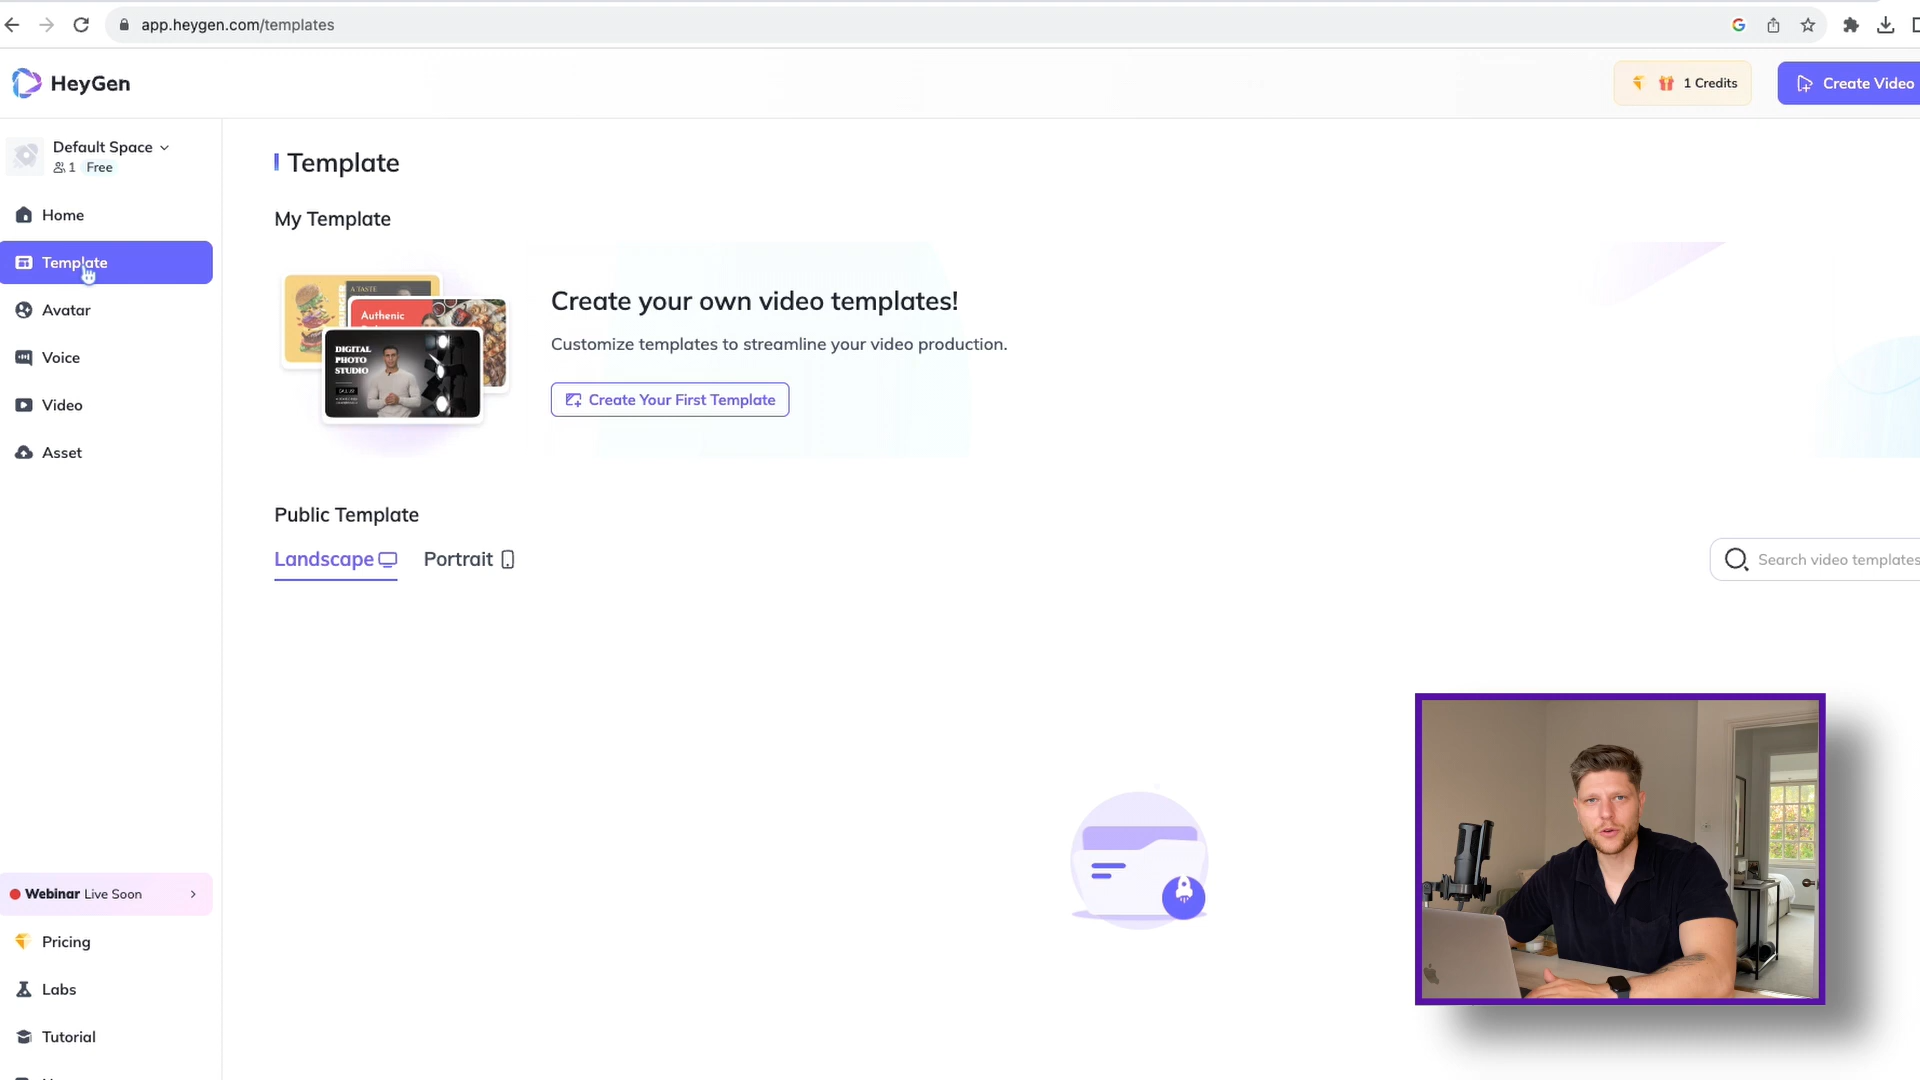 app.heygen.com/templates
HeyGen
1 Credits
Create Video
Default Space
1 Free
Home
Template
Avatar
Voice
Video
Asset
Webinar Live Soon
Pricing
Labs
Tutorial
Template
My Template
A TASTE
Authenic
DIGITAL
PHOTO
STUDIO
Create your own video templates!
Customize templates to streamline your video production.
Create Your First Template
Public Template
Landscape
Portrait
Search video templates